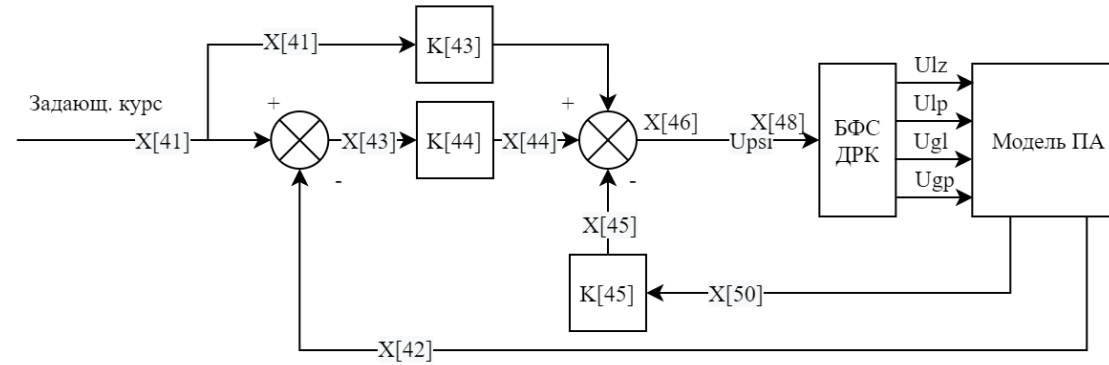 X[41]
K[43]
Задающ. курс
+
+
X[41]
X[43]
K[44]
X[44]
X[46]
X[48]
Upsi
-
-
БФС
ДРК
Ulz
Ulp
Ugl
Ugp
Модель ПА
X[45]
K[45]
X[50]
X[42]